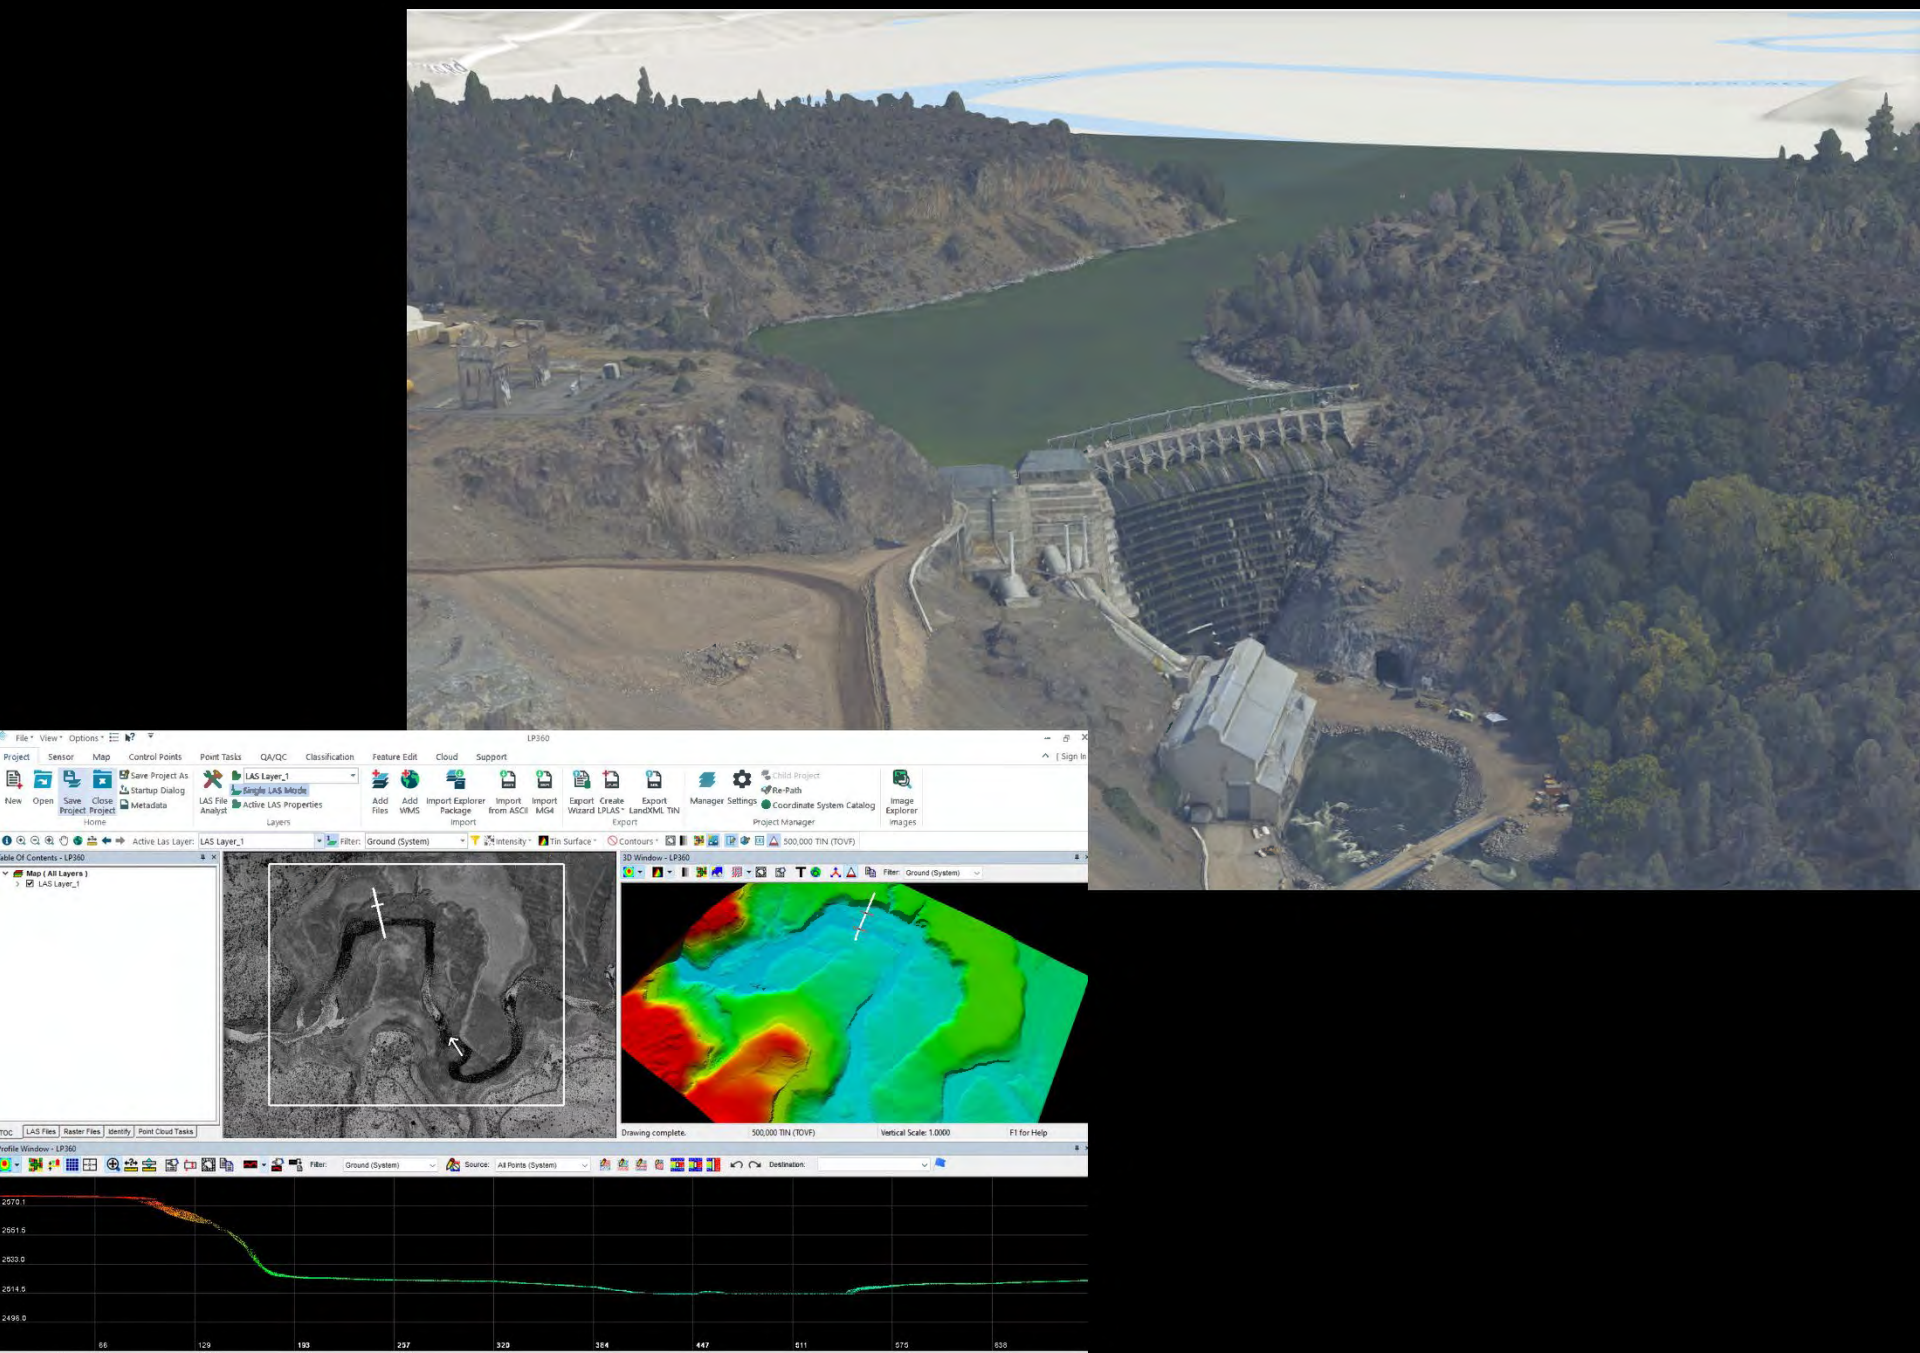 File View Options
LP360
Project Sensor Map Control Points Point Tasks QA/QC Classification Feature Edit Cloud Support
[ Sign In
New
Open
Save Project
Close Project
Save Project As
Startup Dialog
Metadata
Home
LAS File Analyst
LAS Layer_1
Single LAS Mode
Active LAS Properties
Layers
Add Files
Add WMS
Import Explorer Package
Import from ASCII
Import MG4
Import
Export Wizard
Create LPLAS
Export LandXML TIN
Export
Manager
Settings
Child Project
Re-Path
Coordinate System Catalog
Project Manager
Image Explorer
Images
Active Las Layer: LAS Layer_1 Filter: Ground (System) Intensity Tin Surface Contours 500,000 TIN (TOVF)
able Of Contents - LP360
Map ( All Layers )
LAS Layer_1
TOC LAS Files Raster Files Identify Point Cloud Tasks
3D Window - LP360
T Filter: Ground (System)
Drawing complete. 500,000 TIN (TOVF) Vertical Scale: 1.0000 F1 for Help
Profile Window - LP360
Filter: Ground (System) Source: All Points (System) Destination:
2570.1
2551.5
2533.0
2514.5
2496.0
66 129 193 257 320 384 447 511 575 638